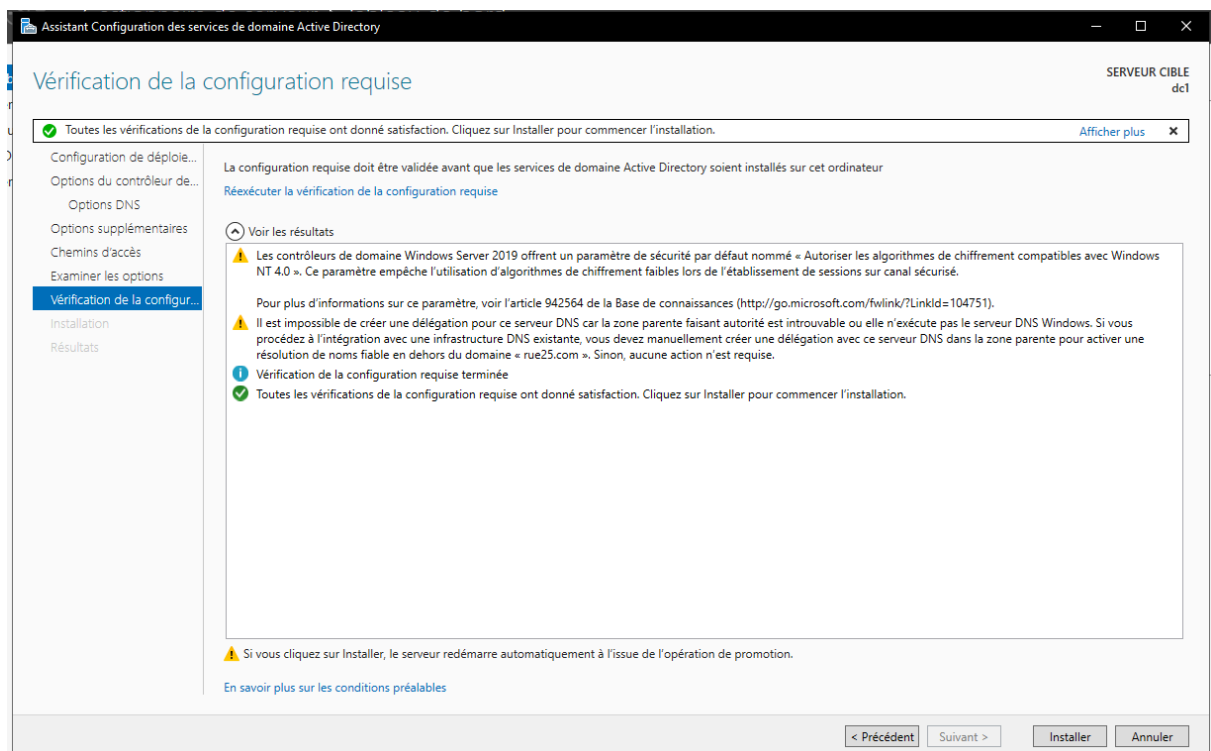 Assistant Configuration des services de domaine Active Directory
Vérification de la configuration requise
SERVEUR CIBLE
dc1
Toutes les vérifications de la configuration requise ont donné satisfaction. Cliquez sur Installer pour commencer l'installation.
Afficher plus
Configuration de déploie...
Options du contrôleur de...
Options DNS
Options supplémentaires
Chemins d'accès
Examiner les options
Vérification de la configur...
Installation
Résultats
La configuration requise doit être validée avant que les services de domaine Active Directory soient installés sur cet ordinateur
Réexécuter la vérification de la configuration requise
Voir les résultats
Les contrôleurs de domaine Windows Server 2019 offrent un paramètre de sécurité par défaut nommé « Autoriser les algorithmes de chiffrement compatibles avec Windows
NT 4.0 ». Ce paramètre empêche l'utilisation d'algorithmes de chiffrement faibles lors de l'établissement de sessions sur canal sécurisé.
Pour plus d'informations sur ce paramètre, voir l'article 942564 de la Base de connaissances (http://go.microsoft.com/fwlink/?LinkId=104751).
Il est impossible de créer une délégation pour ce serveur DNS car la zone parente faisant autorité est introuvable ou elle n'exécute pas le serveur DNS Windows. Si vous
procédez à l'intégration avec une infrastructure DNS existante, vous devez manuellement créer une délégation avec ce serveur DNS dans la zone parente pour activer une
résolution de noms fiable en dehors du domaine « rue25.com ». Sinon, aucune action n'est requise.
Vérification de la configuration requise terminée
Toutes les vérifications de la configuration requise ont donné satisfaction. Cliquez sur Installer pour commencer l'installation.
Si vous cliquez sur Installer, le serveur redémarre automatiquement à l'issue de l'opération de promotion.
En savoir plus sur les conditions préalables
< Précédent
Suivant >
Installer
Annuler